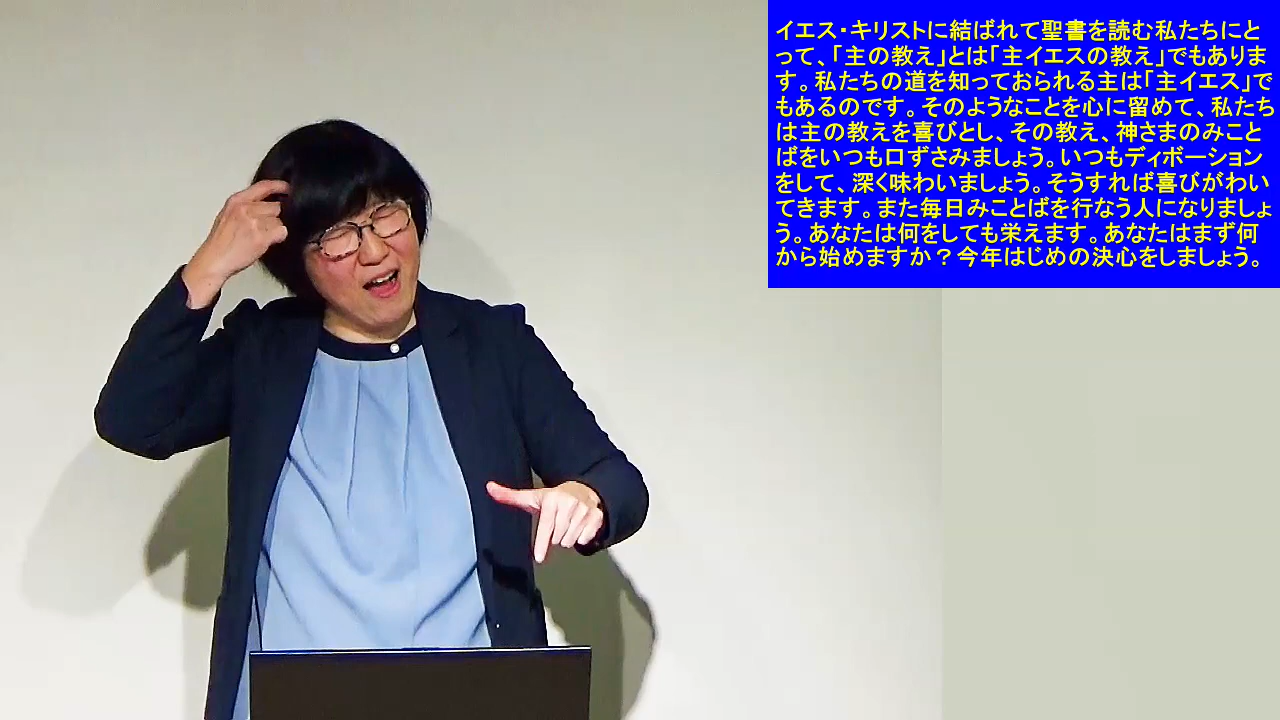 イエス・キリストに結ばれて聖書を読む私たちにと
って、「主の教え」とは「主イエスの教え」でもありま
す。私たちの道を知っておられる主は「主イエス」で
もあるのです。そのようなことを心に留めて、私たち
は主の教えを喜びとし、その教え、神さまのみこと
ばをいつも口ずさみましょう。いつもディボーション
をして、深く味わいましょう。そうすれば喜びがわい
てきます。また毎日みことばを行なう人になりましょ
う。あなたは何をしても栄えます。あなたはまず何
から始めますか？今年はじめの決心をしましょう。